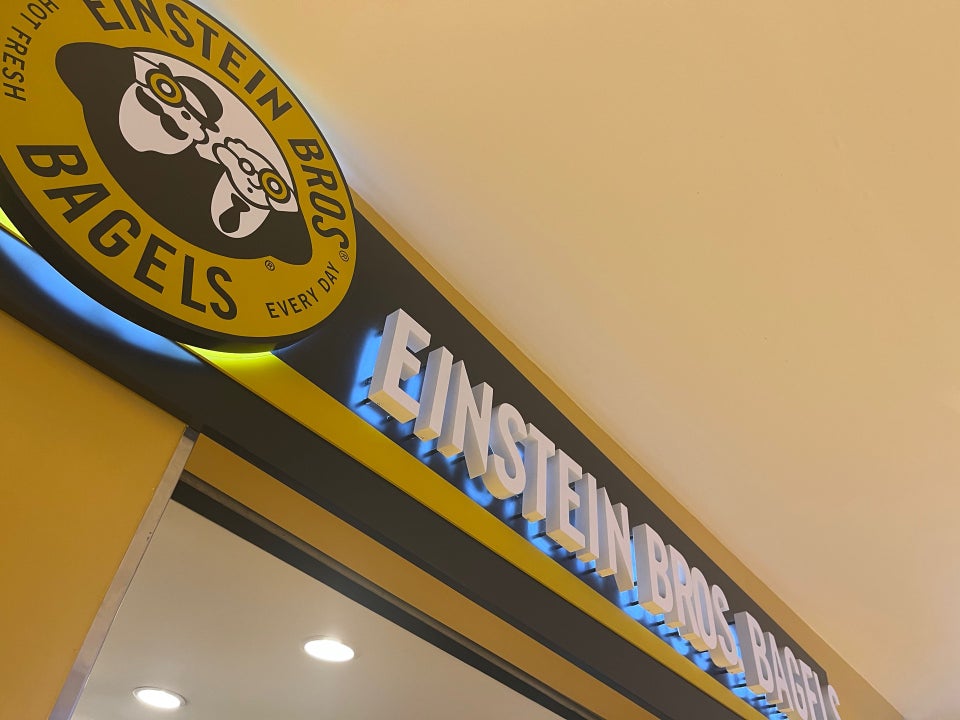 EINSTEIN BROS®
BAGELS
HOT FRESH
EVERY DAY
®
EINSTEIN BROS. BAGELS